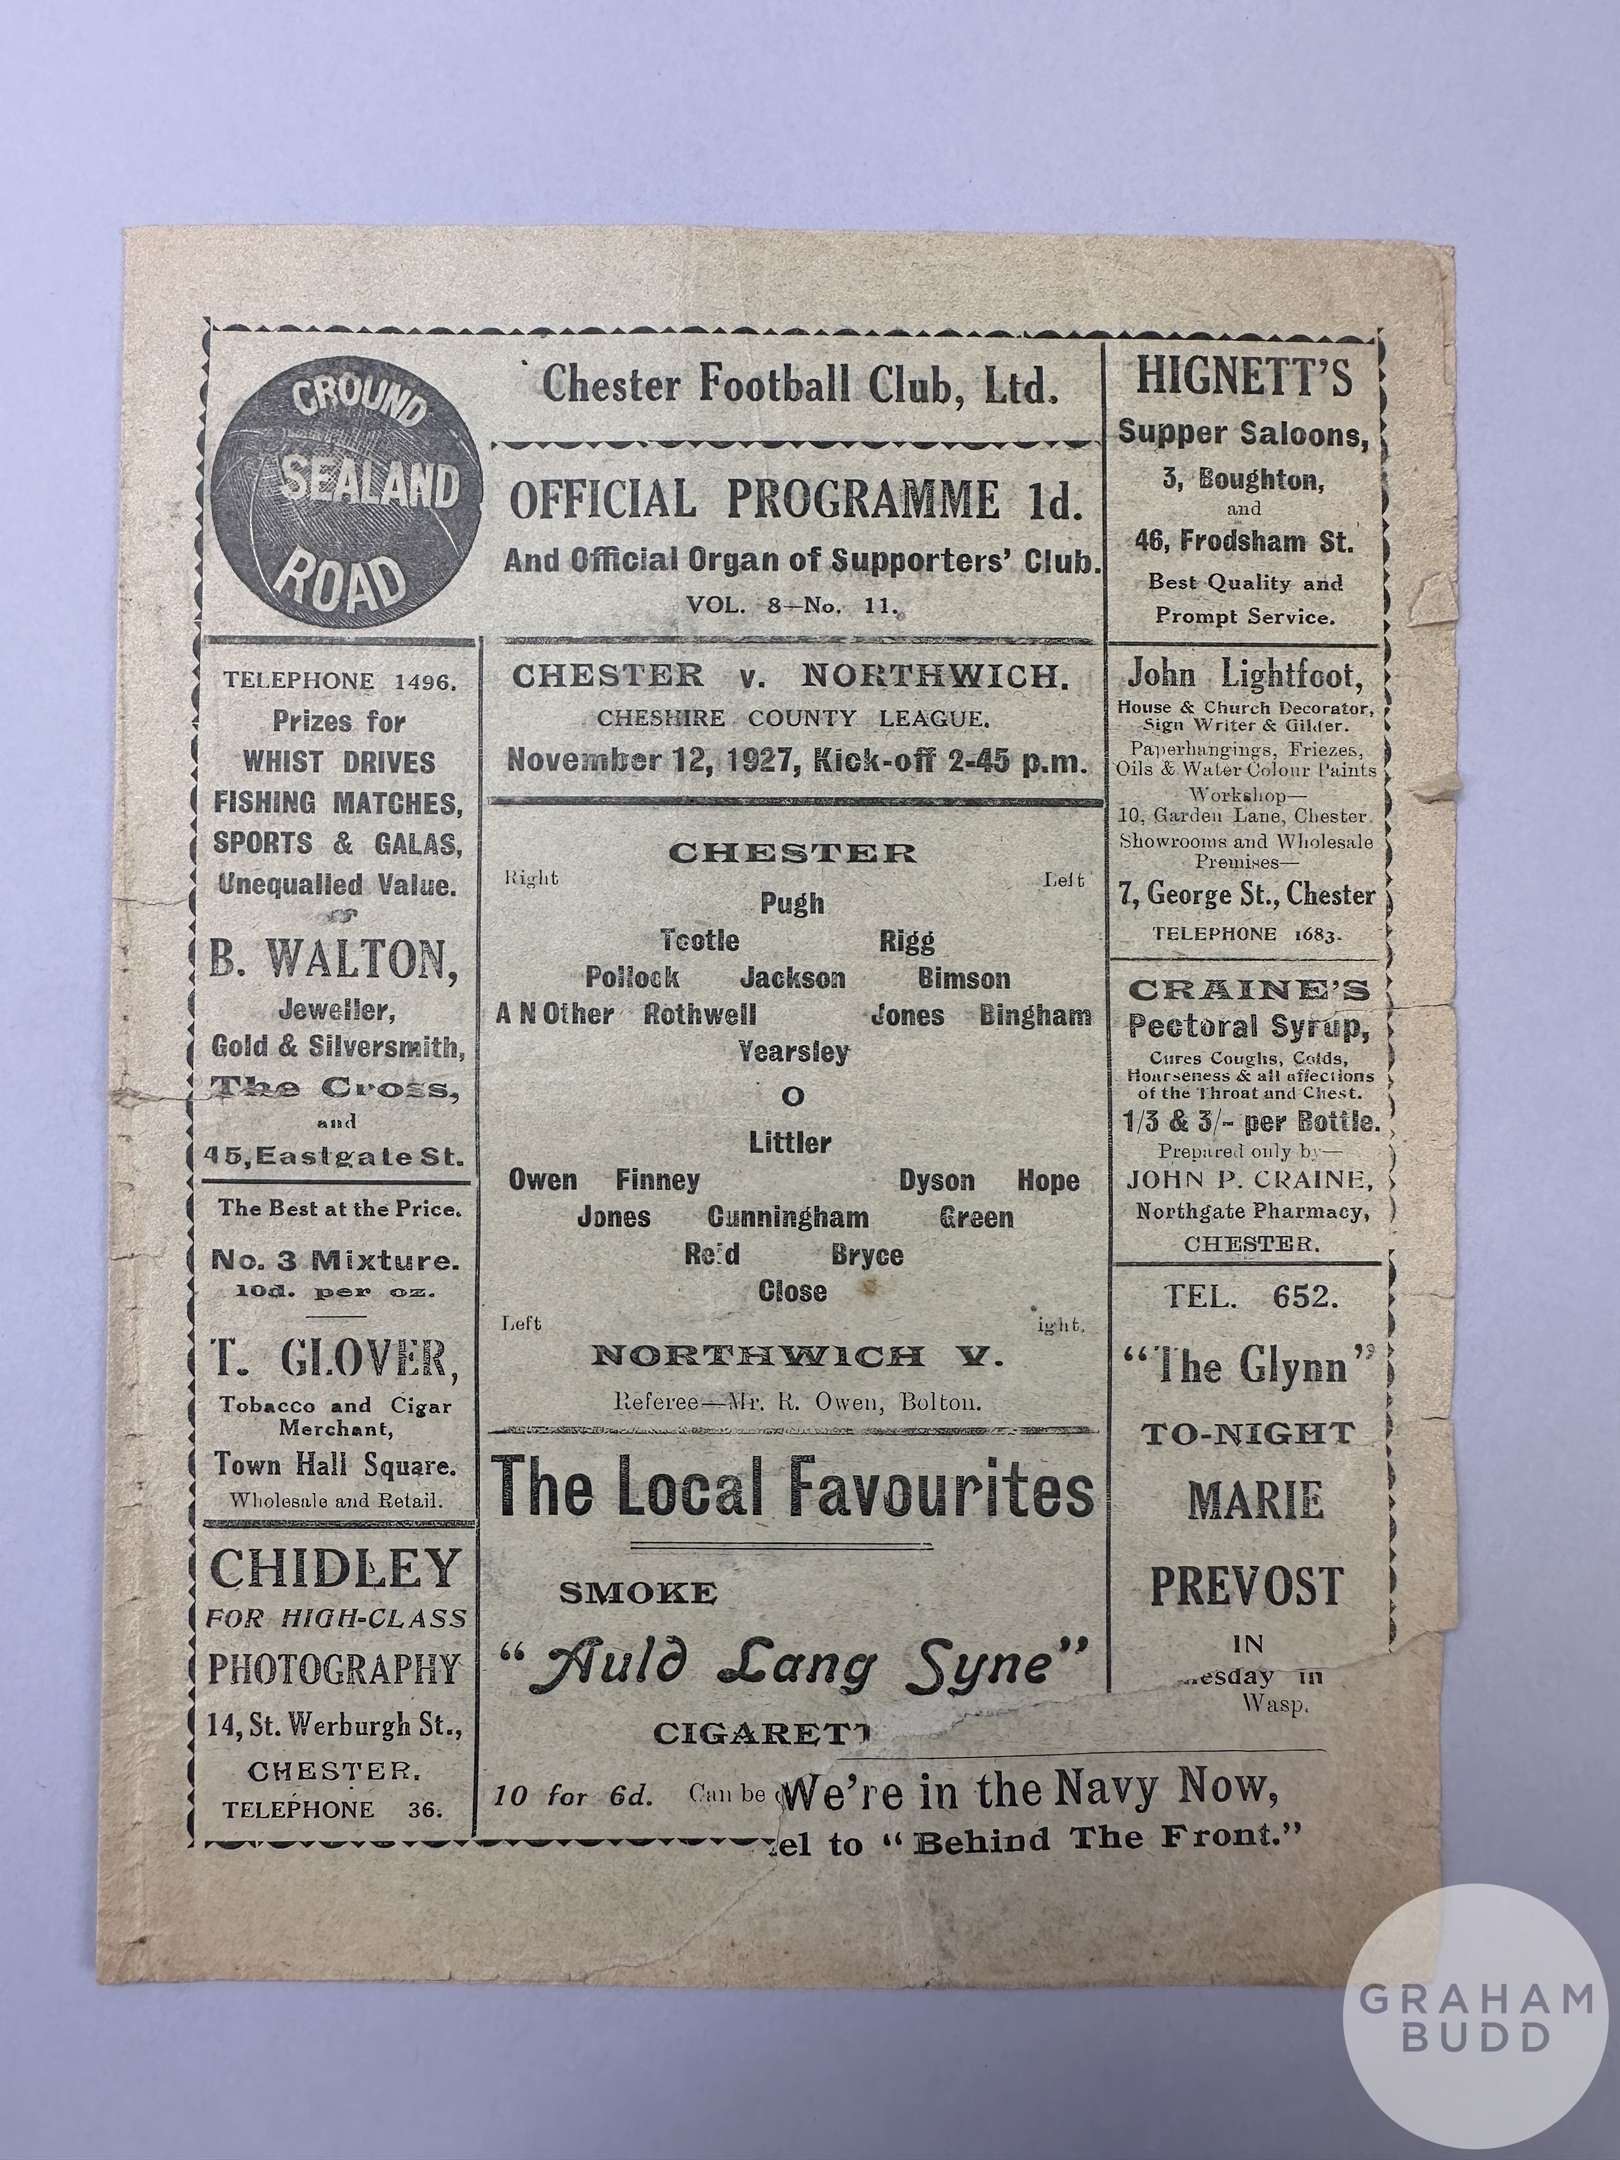 GROUND
SEALAND
ROAD
Chester Football Club, Ltd.
OFFICIAL PROGRAMME 1d.
And Official Organ of Supporters' Club.
VOL. 8—No. 11.
CHESTER v. NORTHWICH.
CHESHIRE COUNTY LEAGUE.
November 12, 1927, Kick-off 2-45 p.m.
TELEPHONE 1496.
Prizes for
WHIST DRIVES
FISHING MATCHES,
SPORTS & GALAS,
Unequalled Value.
B. WALTON,
Jeweller,
Gold & Silversmith,
The Cross,
and
45, Eastgate St.
The Best at the Price.
No. 3 Mixture.
10d. per oz.
T. GLOVER,
Tobacco and Cigar
Merchant,
Town Hall Square.
Wholesale and Retail.
CHIDLEY
FOR HIGH-CLASS
PHOTOGRAPHY
14, St. Werburgh St.,
CHESTER.
TELEPHONE 36.
CHESTER
Right Left
Pugh
Tootle Rigg
Pollock Jackson Bimson
A N Other Rothwell Jones Bingham
Yearsley
O
Littler
Owen Finney Dyson Hope
Jones Cunningham Green
Reid Bryce
Close
Left ight.
NORTHWICH V.
Referee—Mr. R. Owen, Bolton.
The Local Favourites
SMOKE
"Auld Lang Syne"
CIGARET
10 for 6d. Can be
HIGNETT'S
Supper Saloons,
3, Boughton,
and
46, Frodsham St.
Best Quality and
Prompt Service.
John Lightfoot,
House & Church Decorator,
Sign Writer & Gilder.
Paperhangings, Friezes,
Oils & Water Colour Paints
Workshop—
10, Garden Lane, Chester.
Showrooms and Wholesale
Premises—
7, George St., Chester
TELEPHONE 1683.
CRAINE'S
Pectoral Syrup,
Cures Coughs, Colds,
Hoarseness & all affections
of the Throat and Chest.
1/3 & 3/- per Bottle.
Prepared only by—
JOHN P. CRAINE,
Northgate Pharmacy,
CHESTER.
TEL. 652.
"The Glynn"
TO-NIGHT
MARIE
PREVOST
IN
esday in
Wasp.
We're in the Navy Now,
el to "Behind The Front."
GRAHAM
BUDD